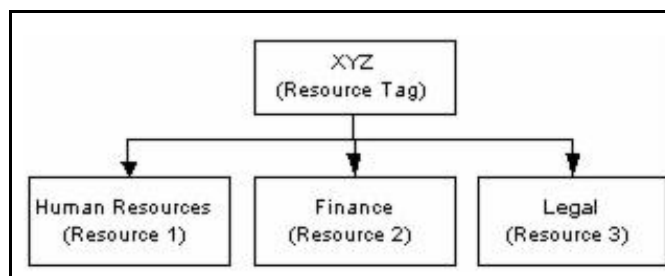 XYZ
(Resource Tag)
Human Resources
(Resource 1)
Finance
(Resource 2)
Legal
(Resource 3)